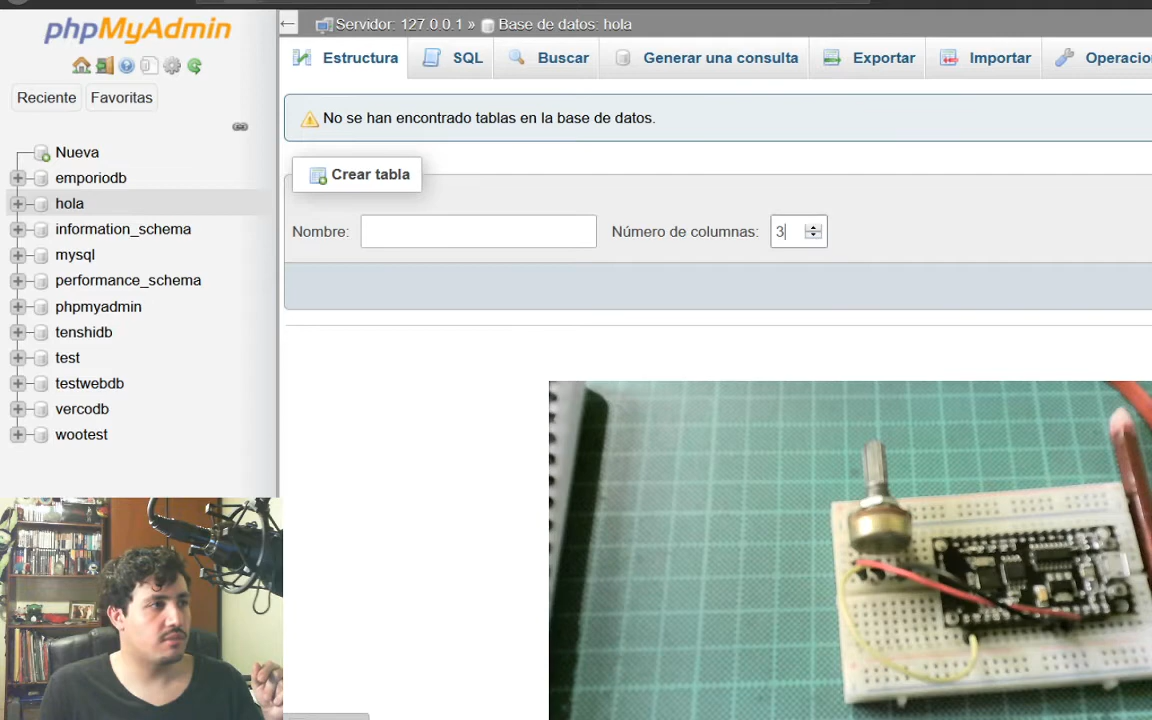 phpMyAdmin
Reciente Favoritas
Nueva
emporiodb
hola
information_schema
mysql
performance_schema
phpmyadmin
tenshidb
test
testwebdb
vercodb
wootest
Servidor: 127.0.0.1 » Base de datos: hola
Estructura SQL Buscar Generar una consulta Exportar Importar Operacio
No se han encontrado tablas en la base de datos.
Crear tabla
Nombre: Número de columnas: 3